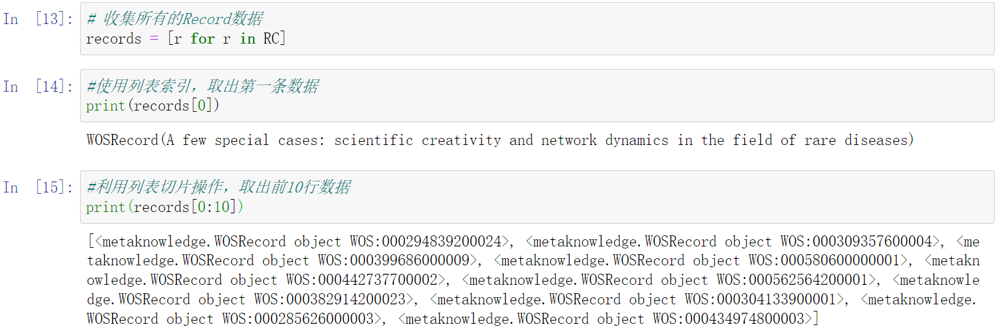 In [13]: # 收集所有的Record数据
records = [r for r in RC]
In [14]: #使用列表索引，取出第一条数据
print(records[0])
WOSRecord(A few special cases: scientific creativity and network dynamics in the field of rare diseases)
In [15]: #利用列表切片操作，取出前10行数据
print(records[0:10])
[<metaknowledge.WOSRecord object WOS:000294839200024>, <metaknowledge.WOSRecord object WOS:000309357600004>, <me
taknowledge.WOSRecord object WOS:000399686000009>, <metaknowledge.WOSRecord object WOS:000580600000001>, <metakn
owledge.WOSRecord object WOS:000442737700002>, <metaknowledge.WOSRecord object WOS:000562564200001>, <metaknowle
dge.WOSRecord object WOS:000382914200023>, <metaknowledge.WOSRecord object WOS:000304133900001>, <metaknowledge.
WOSRecord object WOS:000285626000003>, <metaknowledge.WOSRecord object WOS:000434974800003>]